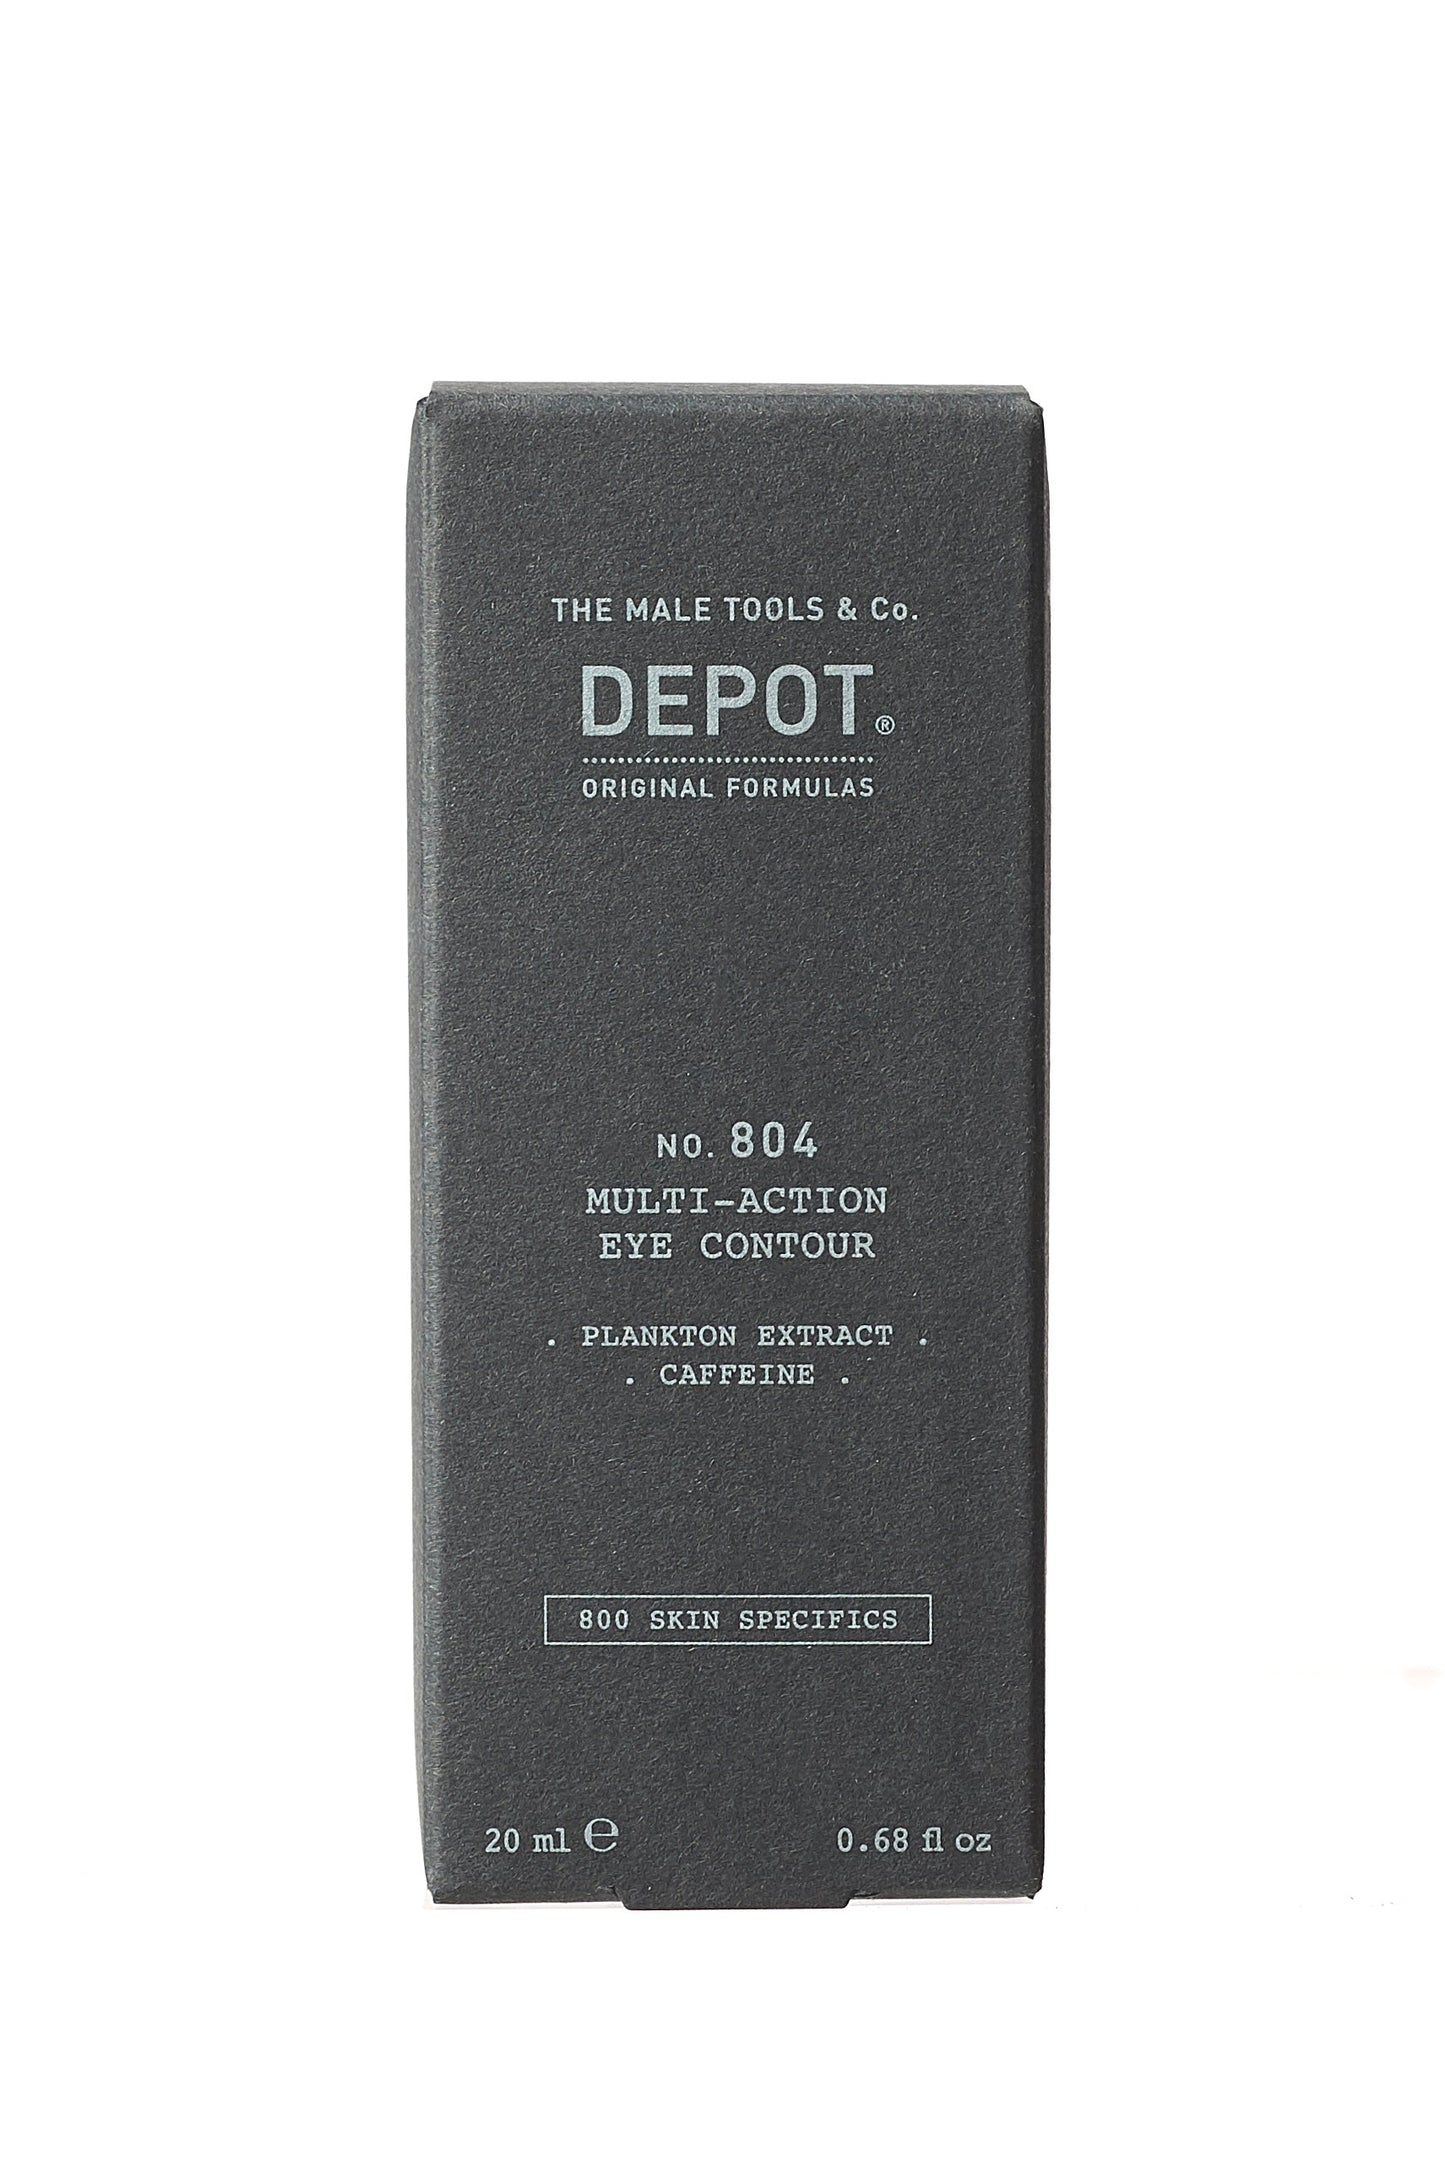 THE MALE TOOLS & Co.
DEPOT.®
ORIGINAL FORMULAS
NO. 804
MULTI-ACTION
EYE CONTOUR
. PLANKTON EXTRACT .
. CAFFEINE .
800 SKIN SPECIFICS
20 ml ℮ 0.68 fl oz